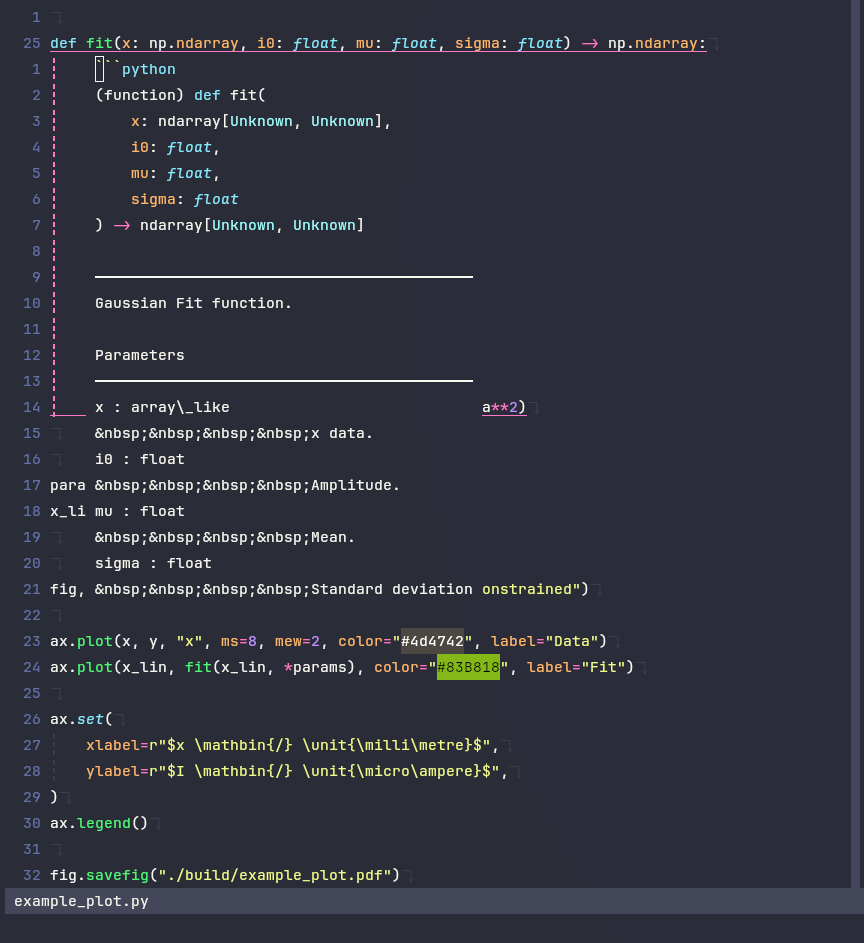 1
25 def fit(x: np.ndarray, i0: float, mu: float, sigma: float) -> np.ndarray:
1 ```python
2 (function) def fit(
3 x: ndarray[Unknown, Unknown],
4 i0: float,
5 mu: float,
6 sigma: float
7 ) -> ndarray[Unknown, Unknown]
8
9
10 Gaussian Fit function.
11
12 Parameters
13
14 x : array\_like a**2)
15 &nbsp;&nbsp;&nbsp;&nbsp;x data.
16 i0 : float
17 para &nbsp;&nbsp;&nbsp;&nbsp;Amplitude.
18 x_li mu : float
19 &nbsp;&nbsp;&nbsp;&nbsp;Mean.
20 sigma : float
21 fig, &nbsp;&nbsp;&nbsp;&nbsp;Standard deviation onstrained")
22
23 ax.plot(x, y, "x", ms=8, mew=2, color="#4d4742", label="Data")
24 ax.plot(x_lin, fit(x_lin, *params), color="#83B818", label="Fit")
25
26 ax.set(
27 xlabel=r"$x \mathbin{/} \unit{\milli\metre}$",
28 ylabel=r"$I \mathbin{/} \unit{\micro\ampere}$",
29 )
30 ax.legend()
31
32 fig.savefig("./build/example_plot.pdf")
example_plot.py